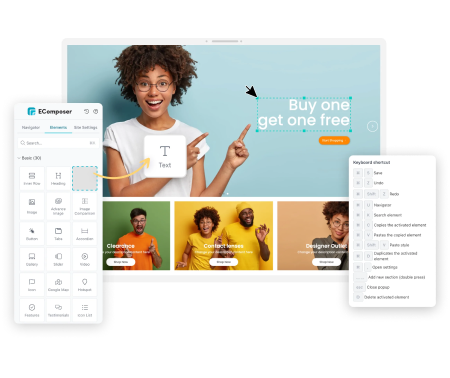 EComposer
Navigator Elements Site Settings
Search...
Basic (30)
Inner Row
Heading
Image
Advance Image
Image Comparison
Button
Tabs
Accordion
Gallery
Slider
Video
Icon
Google Map
Hotspot
Features
Testimonials
Icon List
T
Text
Buy one
get one free
Start Shopping
Clearance
Shop Now
Contact lenses
Shop Now
Designer Outlet
Shop Now
Keyboard shortcut
S Save
Z Undo
Shift Z Redo
Navigator
Search element
C Copies the activated element
V Pastes the copied element
Shift V Paste style
D Duplicates the activated
element
Open settings
Add new section (double press)
Close popup
Delete activated element